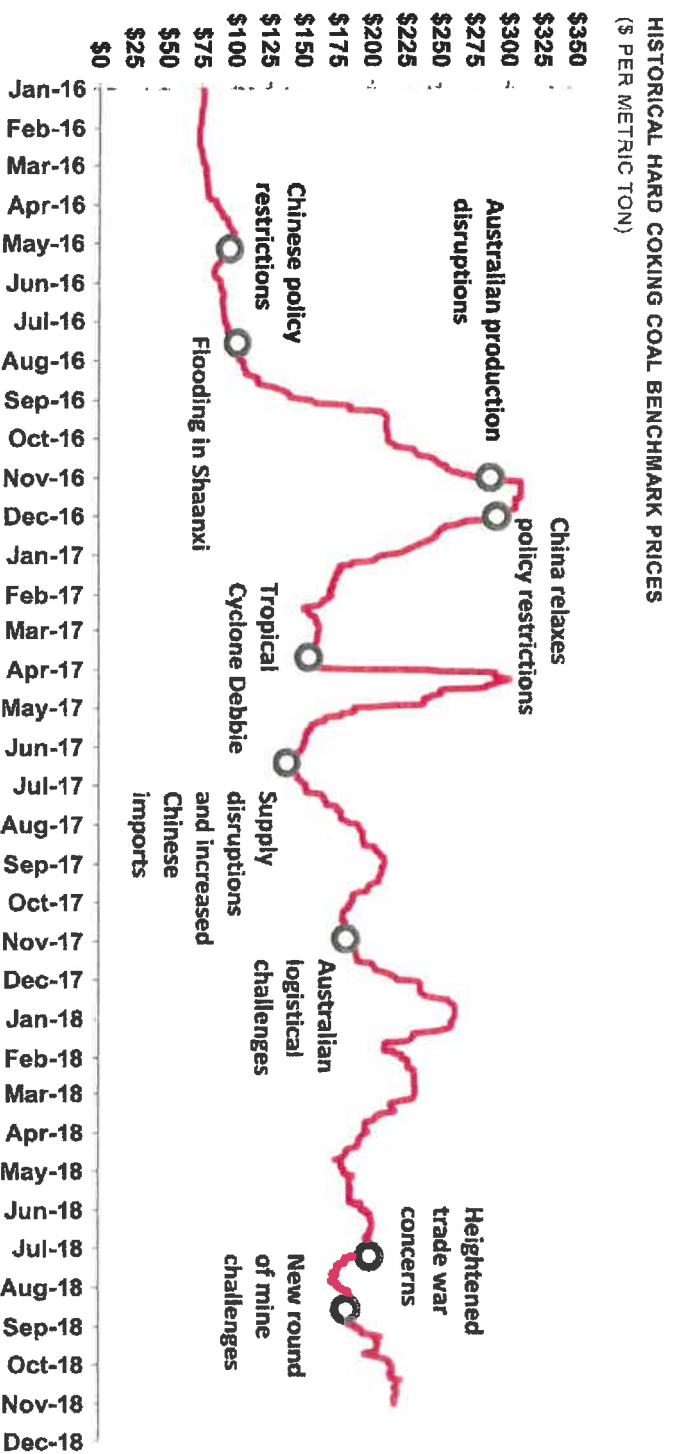 HISTORICAL HARD COKING COAL BENCHMARK PRICES
($ PER METRIC TON)
$350
$325
$300
$275
$250
$225
$200
$175
$150
$125
$100
$75
$50
$25
$0
Australian production
disruptions
China relaxes
policy restrictions
Chinese policy
restrictions
Flooding in Shaanxi
Tropical
Cyclone Debbie
Supply
disruptions
and increased
Chinese
imports
Australian
logistical
challenges
Heightened
trade war
concerns
New round
of mine
challenges
Jan-16
Feb-16
Mar-16
Apr-16
May-16
Jun-16
Jul-16
Aug-16
Sep-16
Oct-16
Nov-16
Dec-16
Jan-17
Feb-17
Mar-17
Apr-17
May-17
Jun-17
Jul-17
Aug-17
Sep-17
Oct-17
Nov-17
Dec-17
Jan-18
Feb-18
Mar-18
Apr-18
May-18
Jun-18
Jul-18
Aug-18
Sep-18
Oct-18
Nov-18
Dec-18